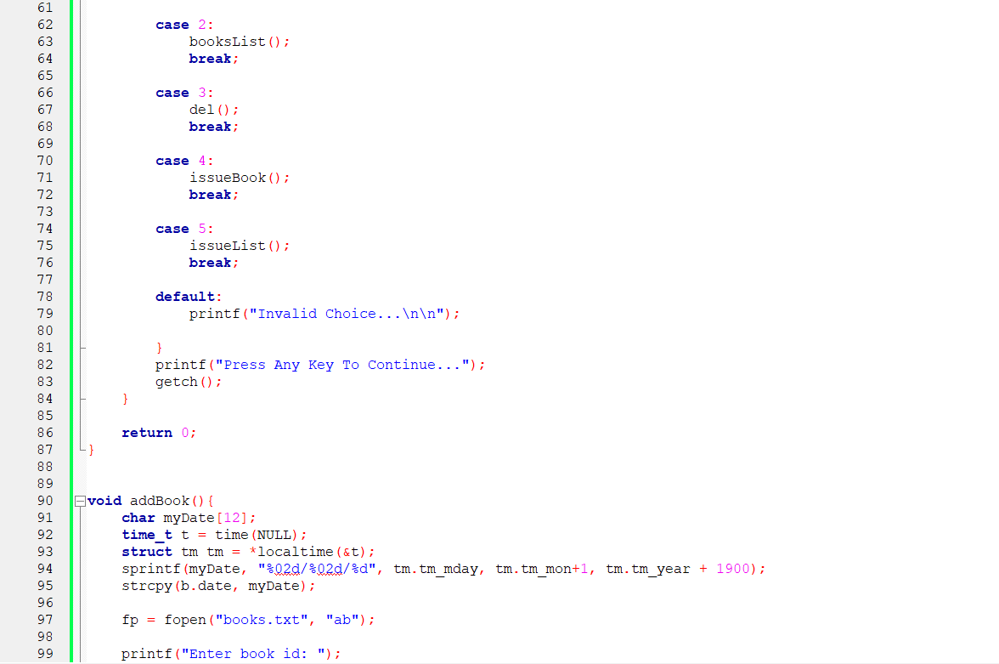 61
62 case 2:
63 booksList();
64 break;
65
66 case 3:
67 del();
68 break;
69
70 case 4:
71 issueBook();
72 break;
73
74 case 5:
75 issueList();
76 break;
77
78 default:
79 printf("Invalid Choice...\n\n");
80
81 }
82 printf("Press Any Key To Continue...");
83 getch();
84 }
85
86 return 0;
87 }
88
89
90 void addBook(){
91 char myDate[12];
92 time_t t = time(NULL);
93 struct tm tm = *localtime(&t);
94 sprintf(myDate, "%02d/%02d/%d", tm.tm_mday, tm.tm_mon+1, tm.tm_year + 1900);
95 strcpy(b.date, myDate);
96
97 fp = fopen("books.txt", "ab");
98
99 printf("Enter book id: ");